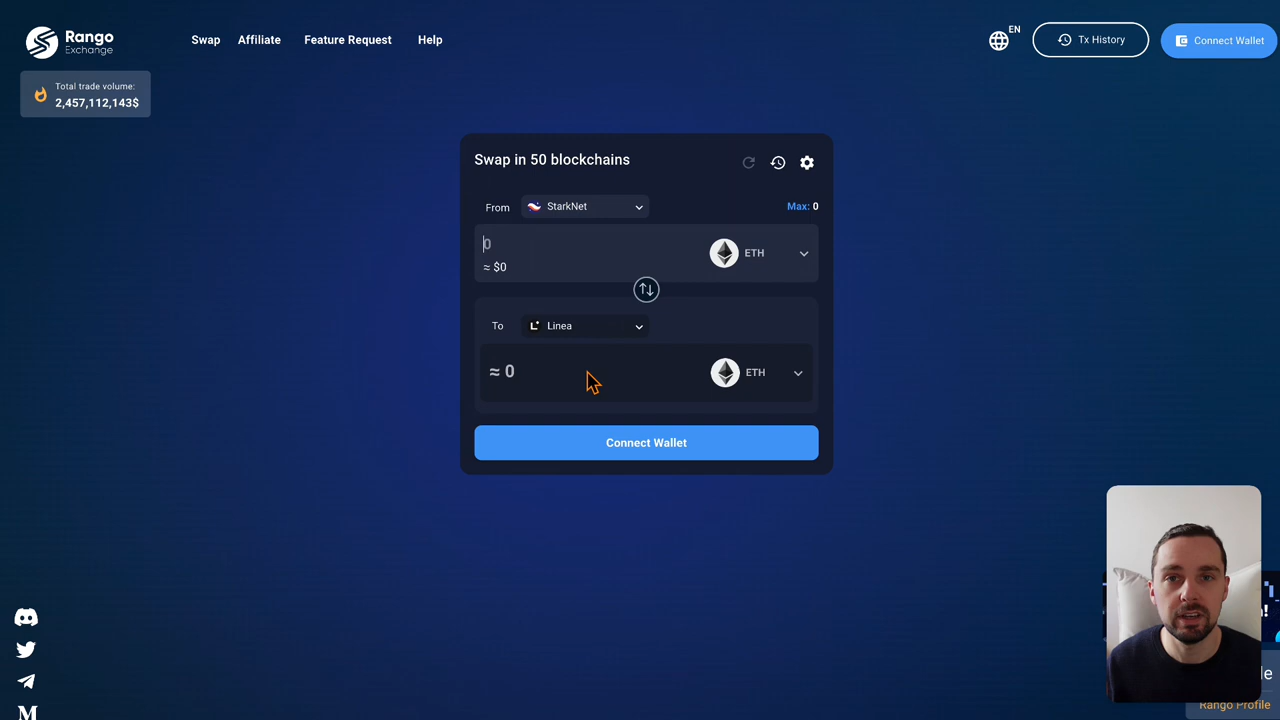 Rango
Exchange
Swap
Affiliate
Feature Request
Help
EN
Tx History
Connect Wallet
Total trade volume:
2,457,112,143$
Swap in 50 blockchains
From
StarkNet
Max: 0
0
≈ $0
ETH
To
Linea
≈ 0
ETH
Connect Wallet
Rango Profile